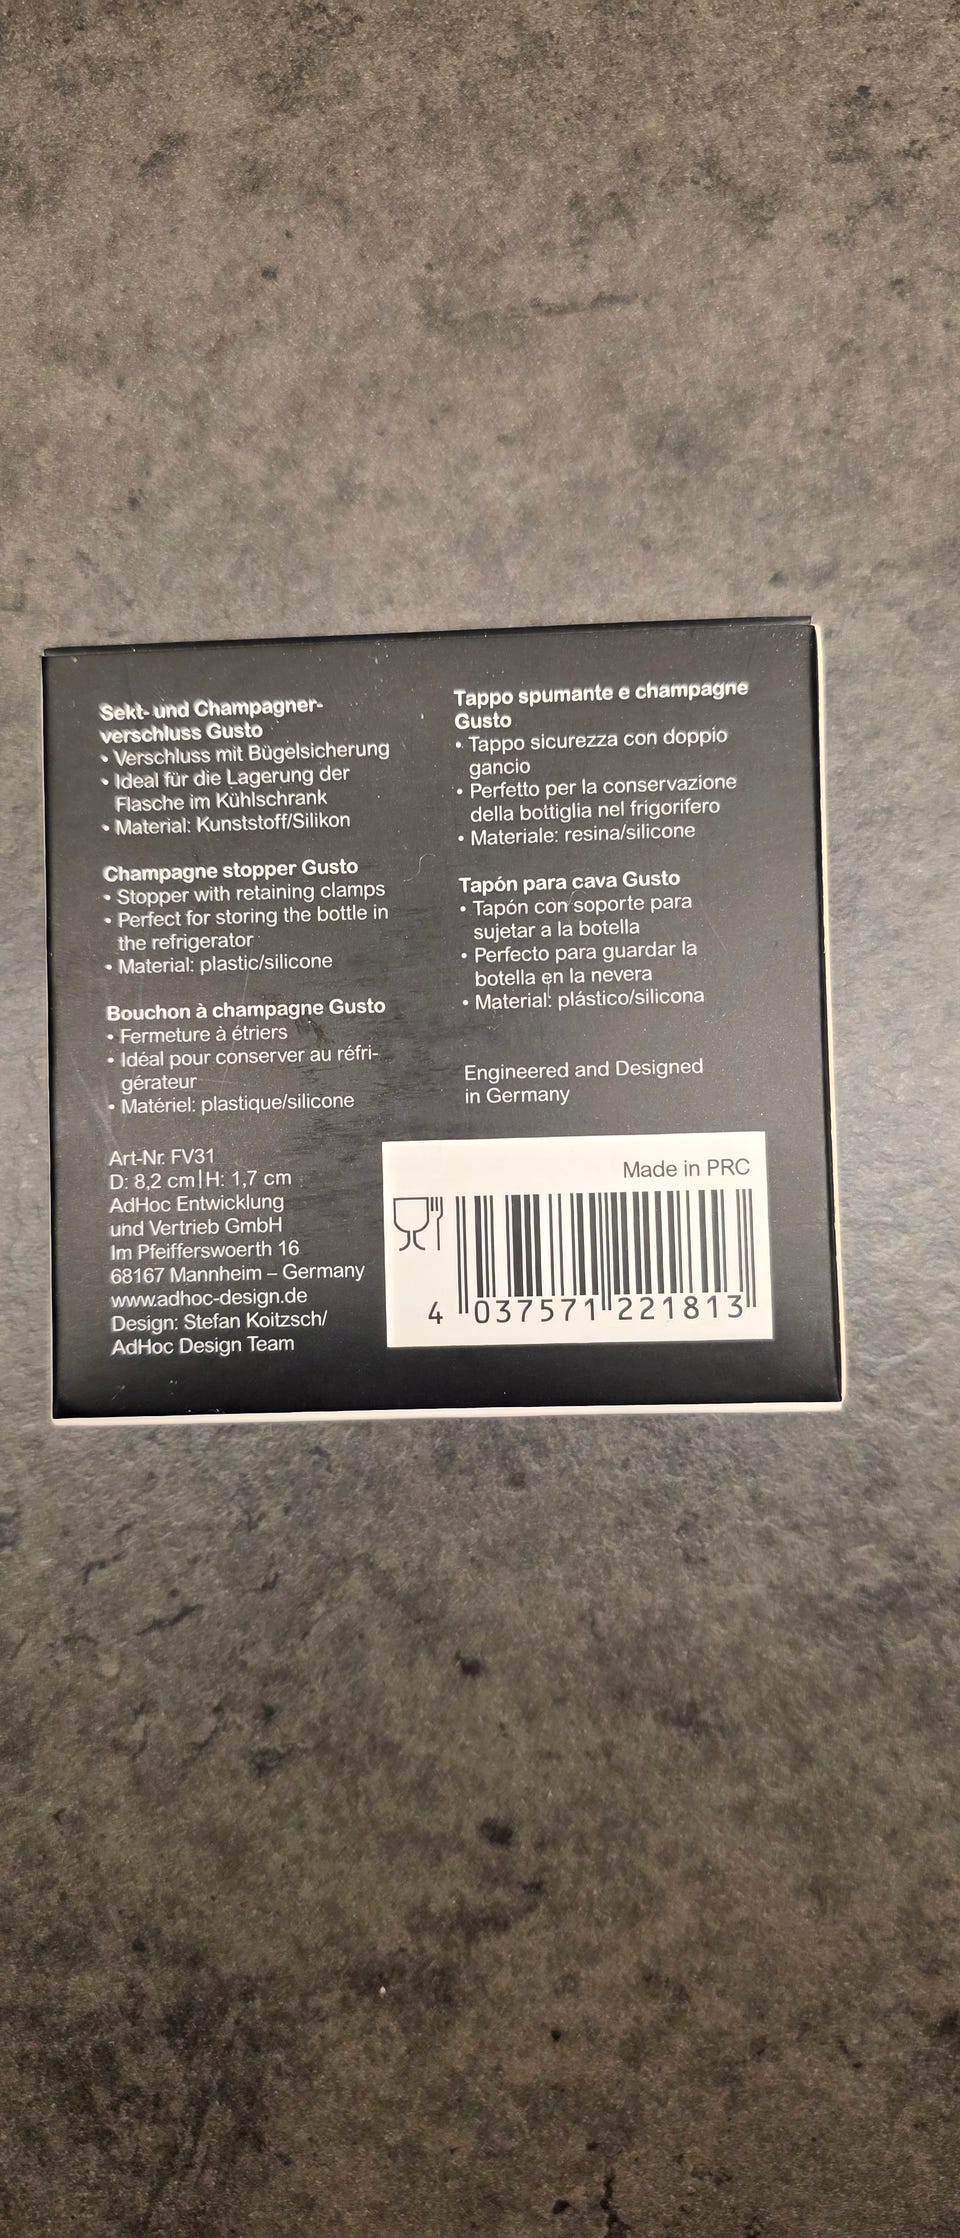 Sekt- und Champagner-
verschluss Gusto
• Verschluss mit Bügelsicherung
• Ideal für die Lagerung der
Flasche im Kühlschrank
• Material: Kunststoff/Silikon
Champagne stopper Gusto
• Stopper with retaining clamps
• Perfect for storing the bottle in
the refrigerator
• Material: plastic/silicone
Bouchon à champagne Gusto
• Fermeture à étriers
• Idéal pour conserver au réfri-
gérateur
• Matériel: plastique/silicone
Art-Nr. FV31
D: 8,2 cm|H: 1,7 cm
AdHoc Entwicklung
und Vertrieb GmbH
Im Pfeifferswoerth 16
68167 Mannheim – Germany
www.adhoc-design.de
Design: Stefan Koitzsch/
AdHoc Design Team
Tappo spumante e champagne
Gusto
• Tappo sicurezza con doppio
gancio
• Perfetto per la conservazione
della bottiglia nel frigorifero
• Materiale: resina/silicone
Tapón para cava Gusto
• Tapón con soporte para
sujetar a la botella
• Perfecto para guardar la
botella en la nevera
• Material: plástico/silicona
Engineered and Designed
in Germany
Made in PRC
4 037571 221813